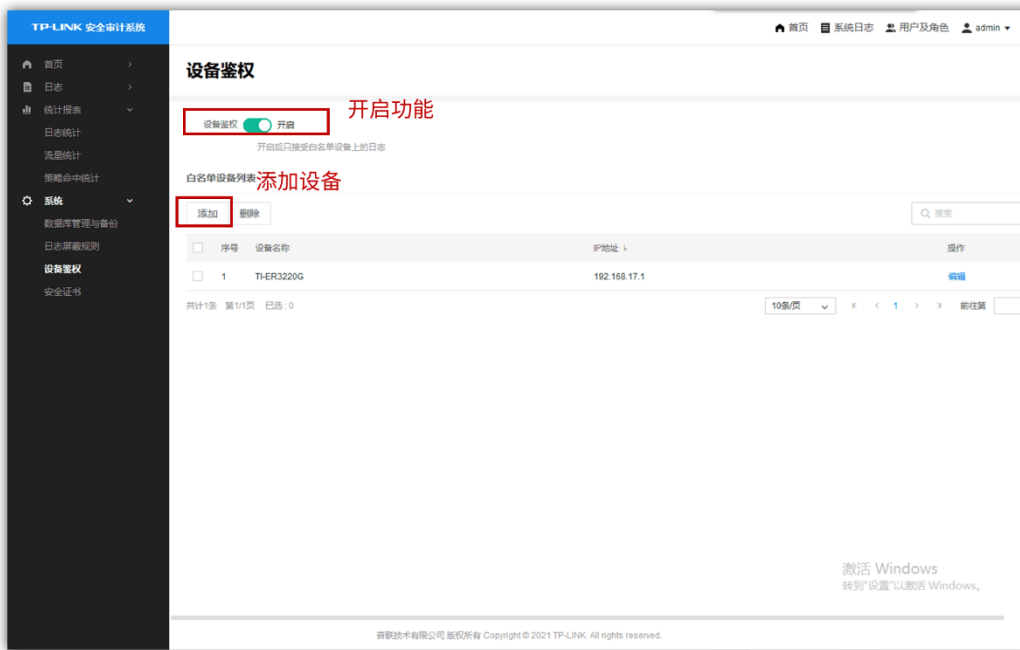 TP-LINK 安全审计系统
首页 系统日志 用户及角色 admin
首页
日志
统计报表
日志统计
流量统计
策略命中统计
系统
数据库管理与备份
日志屏蔽规则
设备鉴权
安全证书
设备鉴权
开启功能
设备鉴权 开启
开启后只接受白名单设备上的日志
白名单设备列表
添加设备
添加 删除 搜索
序号 设备名称 IP地址 操作
1 TI-ER3220G 192.168.17.1 编辑
共计1条 第1/1页 已选 : 0 10条/页 1 前往第
激活 Windows
转到"设置"以激活 Windows。
普联技术有限公司 版权所有 Copyright © 2021 TP-LINK. All rights reserved.